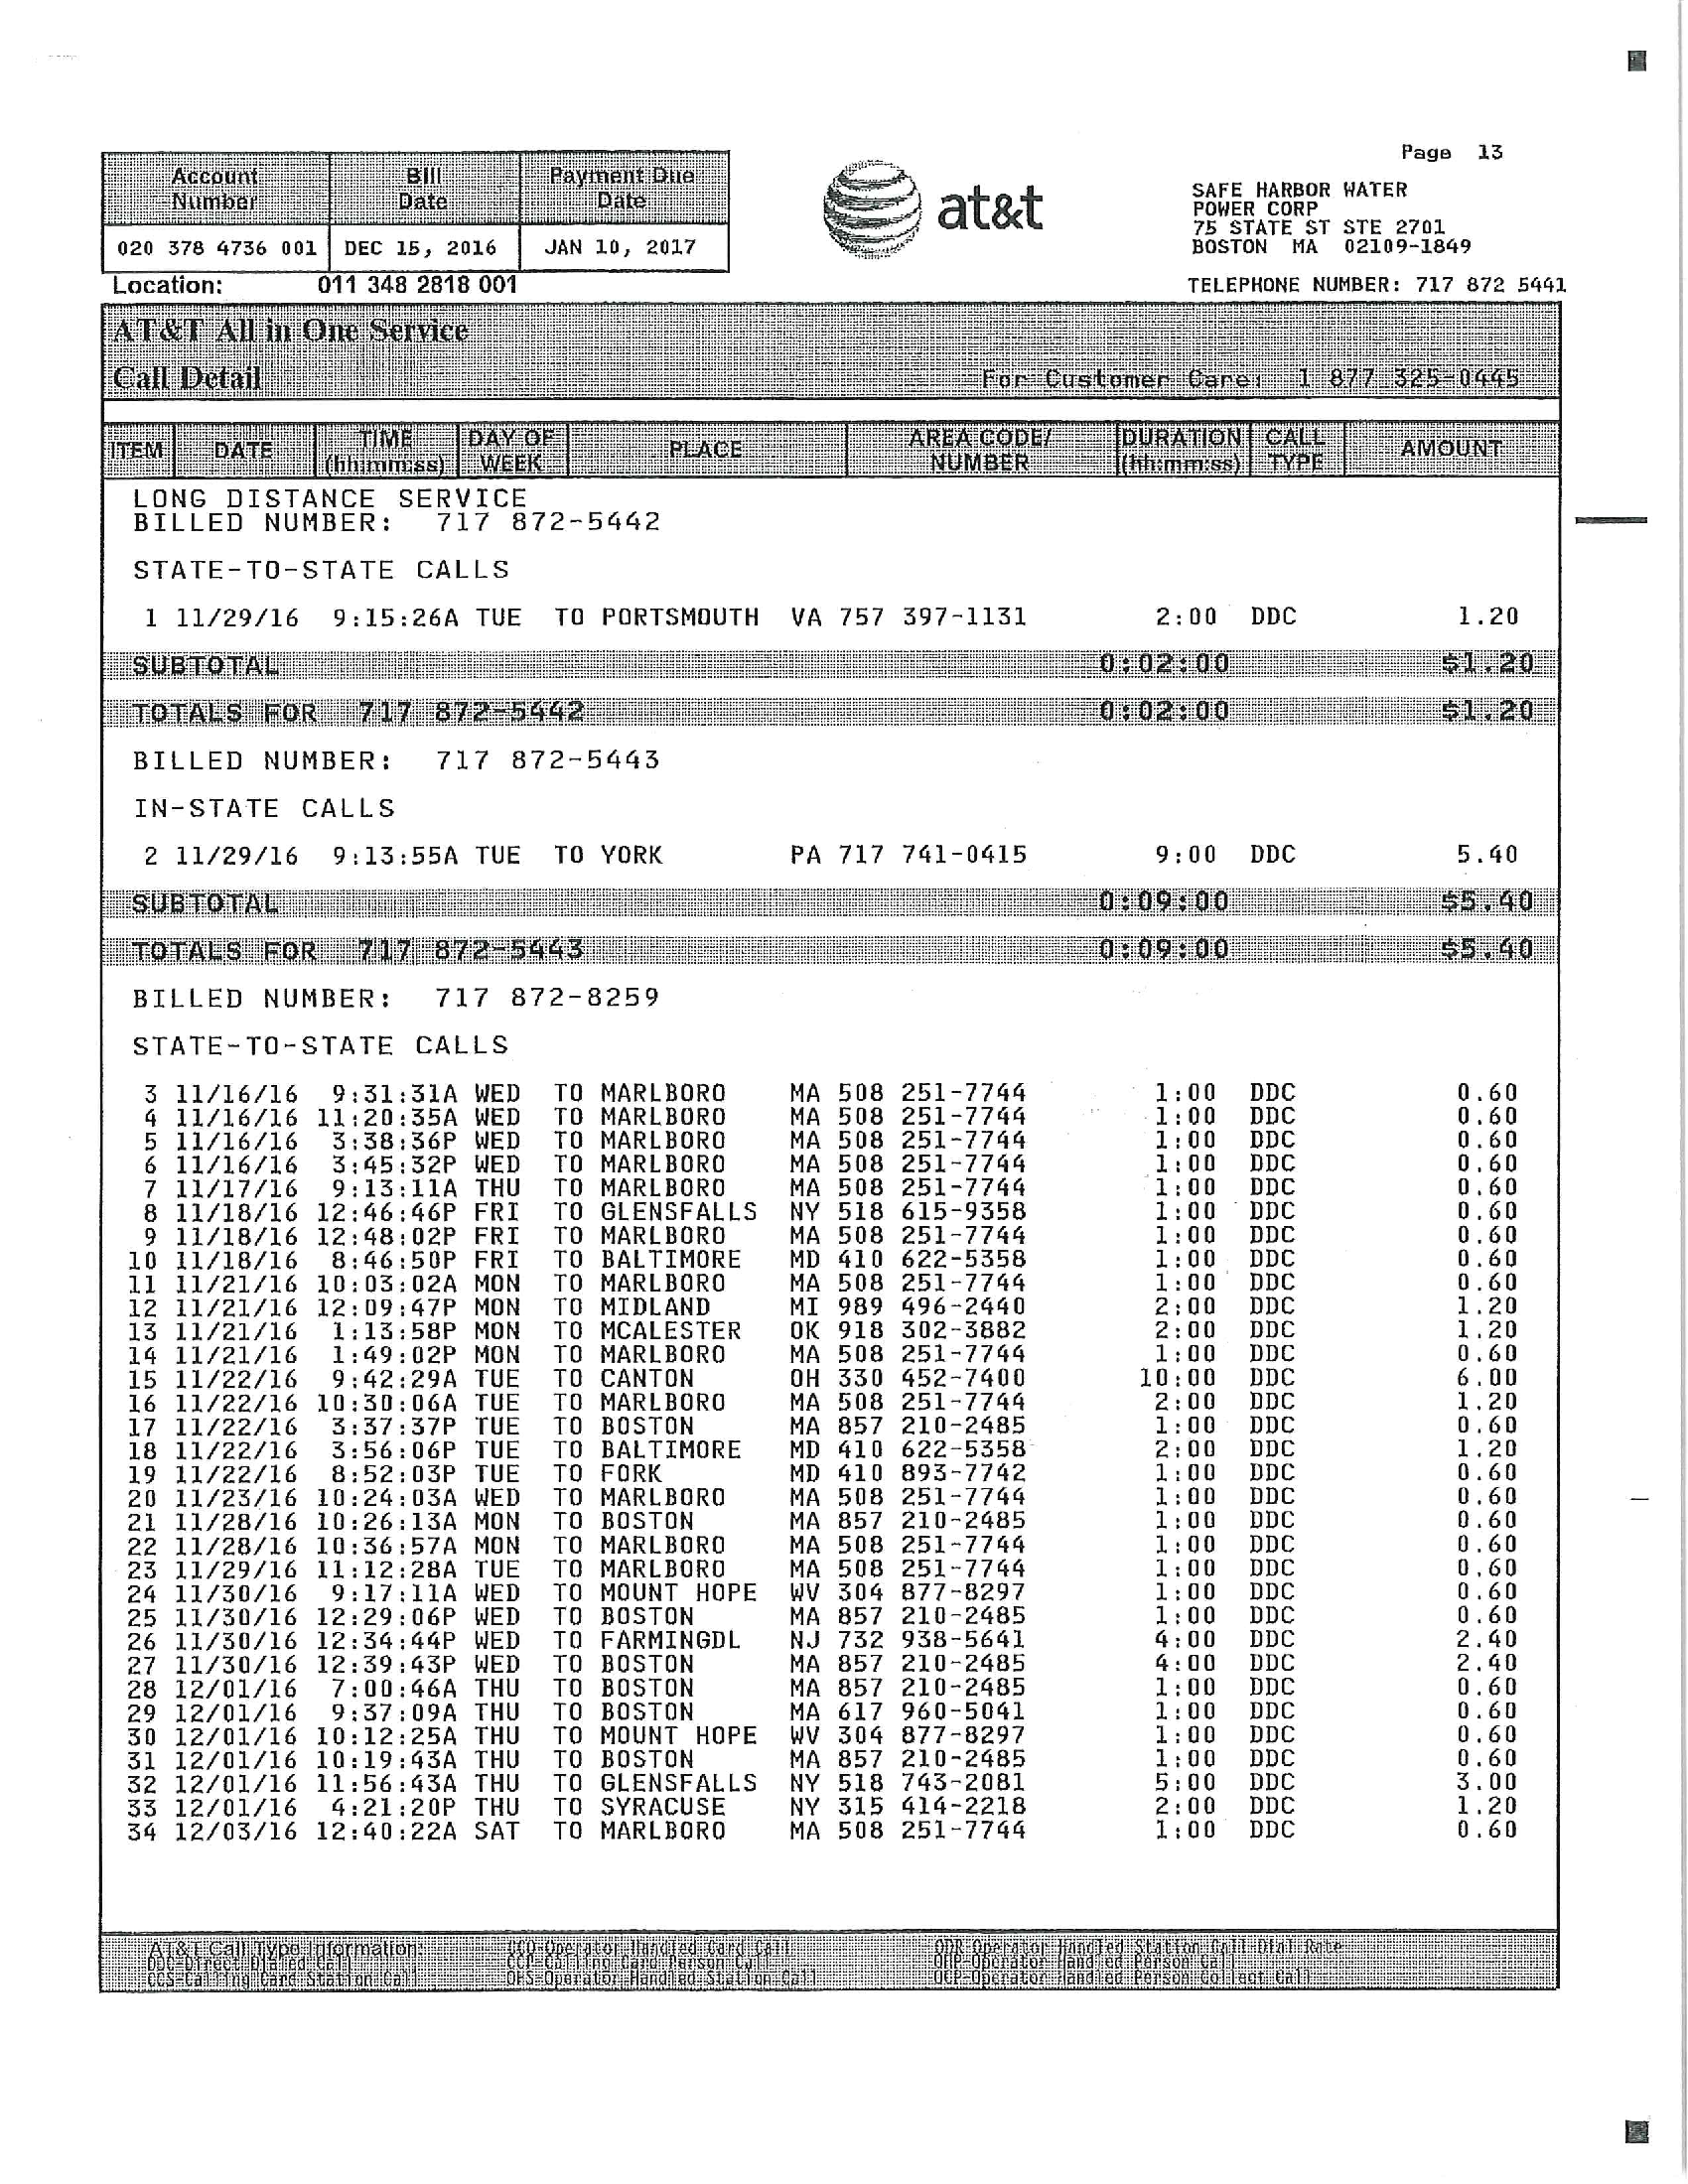 Page 13
Account Number Bill Date Payment Due Date
020 378 4736 001 DEC 15, 2016 JAN 10, 2017
at&t
SAFE HARBOR WATER
POWER CORP
75 STATE ST STE 2701
BOSTON MA 02109-1849
Location: 011 348 2818 001
TELEPHONE NUMBER: 717 872 5441
AT&T All in One Service
Call Detail For Customer Care: 1 877 325-0445
ITEM DATE TIME (hh:mm:ss) DAY OF WEEK PLACE AREA CODE/ NUMBER DURATION (hh:mm:ss) CALL TYPE AMOUNT
LONG DISTANCE SERVICE
BILLED NUMBER: 717 872-5442
STATE-TO-STATE CALLS
1 11/29/16 9:15:26A TUE TO PORTSMOUTH VA 757 397-1131 2:00 DDC 1.20
SUBTOTAL 0:02:00 $1.20
TOTALS FOR 717 872-5442 0:02:00 $1.20
BILLED NUMBER: 717 872-5443
IN-STATE CALLS
2 11/29/16 9:13:55A TUE TO YORK PA 717 741-0415 9:00 DDC 5.40
SUBTOTAL 0:09:00 $5.40
TOTALS FOR 717 872-5443 0:09:00 $5.40
BILLED NUMBER: 717 872-8259
STATE-TO-STATE CALLS
3 11/16/16 9:31:31A WED TO MARLBORO MA 508 251-7744 1:00 DDC 0.60
4 11/16/16 11:20:35A WED TO MARLBORO MA 508 251-7744 1:00 DDC 0.60
5 11/16/16 3:38:36P WED TO MARLBORO MA 508 251-7744 1:00 DDC 0.60
6 11/16/16 3:45:32P WED TO MARLBORO MA 508 251-7744 1:00 DDC 0.60
7 11/17/16 9:13:11A THU TO MARLBORO MA 508 251-7744 1:00 DDC 0.60
8 11/18/16 12:46:46P FRI TO GLENSFALLS NY 518 615-9358 1:00 DDC 0.60
9 11/18/16 12:48:02P FRI TO MARLBORO MA 508 251-7744 1:00 DDC 0.60
10 11/18/16 8:46:50P FRI TO BALTIMORE MD 410 622-5358 1:00 DDC 0.60
11 11/21/16 10:03:02A MON TO MARLBORO MA 508 251-7744 1:00 DDC 0.60
12 11/21/16 12:09:47P MON TO MIDLAND MI 989 496-2440 2:00 DDC 1.20
13 11/21/16 1:13:58P MON TO MCALESTER OK 918 302-3882 2:00 DDC 1.20
14 11/21/16 1:49:02P MON TO MARLBORO MA 508 251-7744 1:00 DDC 0.60
15 11/22/16 9:42:29A TUE TO CANTON OH 330 452-7400 10:00 DDC 6.00
16 11/22/16 10:30:06A TUE TO MARLBORO MA 508 251-7744 2:00 DDC 1.20
17 11/22/16 3:37:37P TUE TO BOSTON MA 857 210-2485 1:00 DDC 0.60
18 11/22/16 3:56:06P TUE TO BALTIMORE MD 410 622-5358 2:00 DDC 1.20
19 11/22/16 8:52:03P TUE TO FORK MD 410 893-7742 1:00 DDC 0.60
20 11/23/16 10:24:03A WED TO MARLBORO MA 508 251-7744 1:00 DDC 0.60
21 11/28/16 10:26:13A MON TO BOSTON MA 857 210-2485 1:00 DDC 0.60
22 11/28/16 10:36:57A MON TO MARLBORO MA 508 251-7744 1:00 DDC 0.60
23 11/29/16 11:12:28A TUE TO MARLBORO MA 508 251-7744 1:00 DDC 0.60
24 11/30/16 9:17:11A WED TO MOUNT HOPE WV 304 877-8297 1:00 DDC 0.60
25 11/30/16 12:29:06P WED TO BOSTON MA 857 210-2485 1:00 DDC 0.60
26 11/30/16 12:34:44P WED TO FARMINGDL NJ 732 938-5641 4:00 DDC 2.40
27 11/30/16 12:39:43P WED TO BOSTON MA 857 210-2485 4:00 DDC 2.40
28 12/01/16 7:00:46A THU TO BOSTON MA 857 210-2485 1:00 DDC 0.60
29 12/01/16 9:37:09A THU TO BOSTON MA 617 960-5041 1:00 DDC 0.60
30 12/01/16 10:12:25A THU TO MOUNT HOPE WV 304 877-8297 1:00 DDC 0.60
31 12/01/16 10:19:43A THU TO BOSTON MA 857 210-2485 1:00 DDC 0.60
32 12/01/16 11:56:43A THU TO GLENSFALLS NY 518 743-2081 5:00 DDC 3.00
33 12/01/16 4:21:20P THU TO SYRACUSE NY 315 414-2218 2:00 DDC 1.20
34 12/03/16 12:40:22A SAT TO MARLBORO MA 508 251-7744 1:00 DDC 0.60
AT&T Call Type Information: CCO-Operator Handled Card Call ODR-Operator Handled Station Call Dial Rate
DDC-Direct Dialed Call CCP-Calling Card Person Call OHP-Operator Handled Person Call
CCS-Calling Card Station Call OHS-Operator Handled Station Call OCP-Operator Handled Person Collect Call